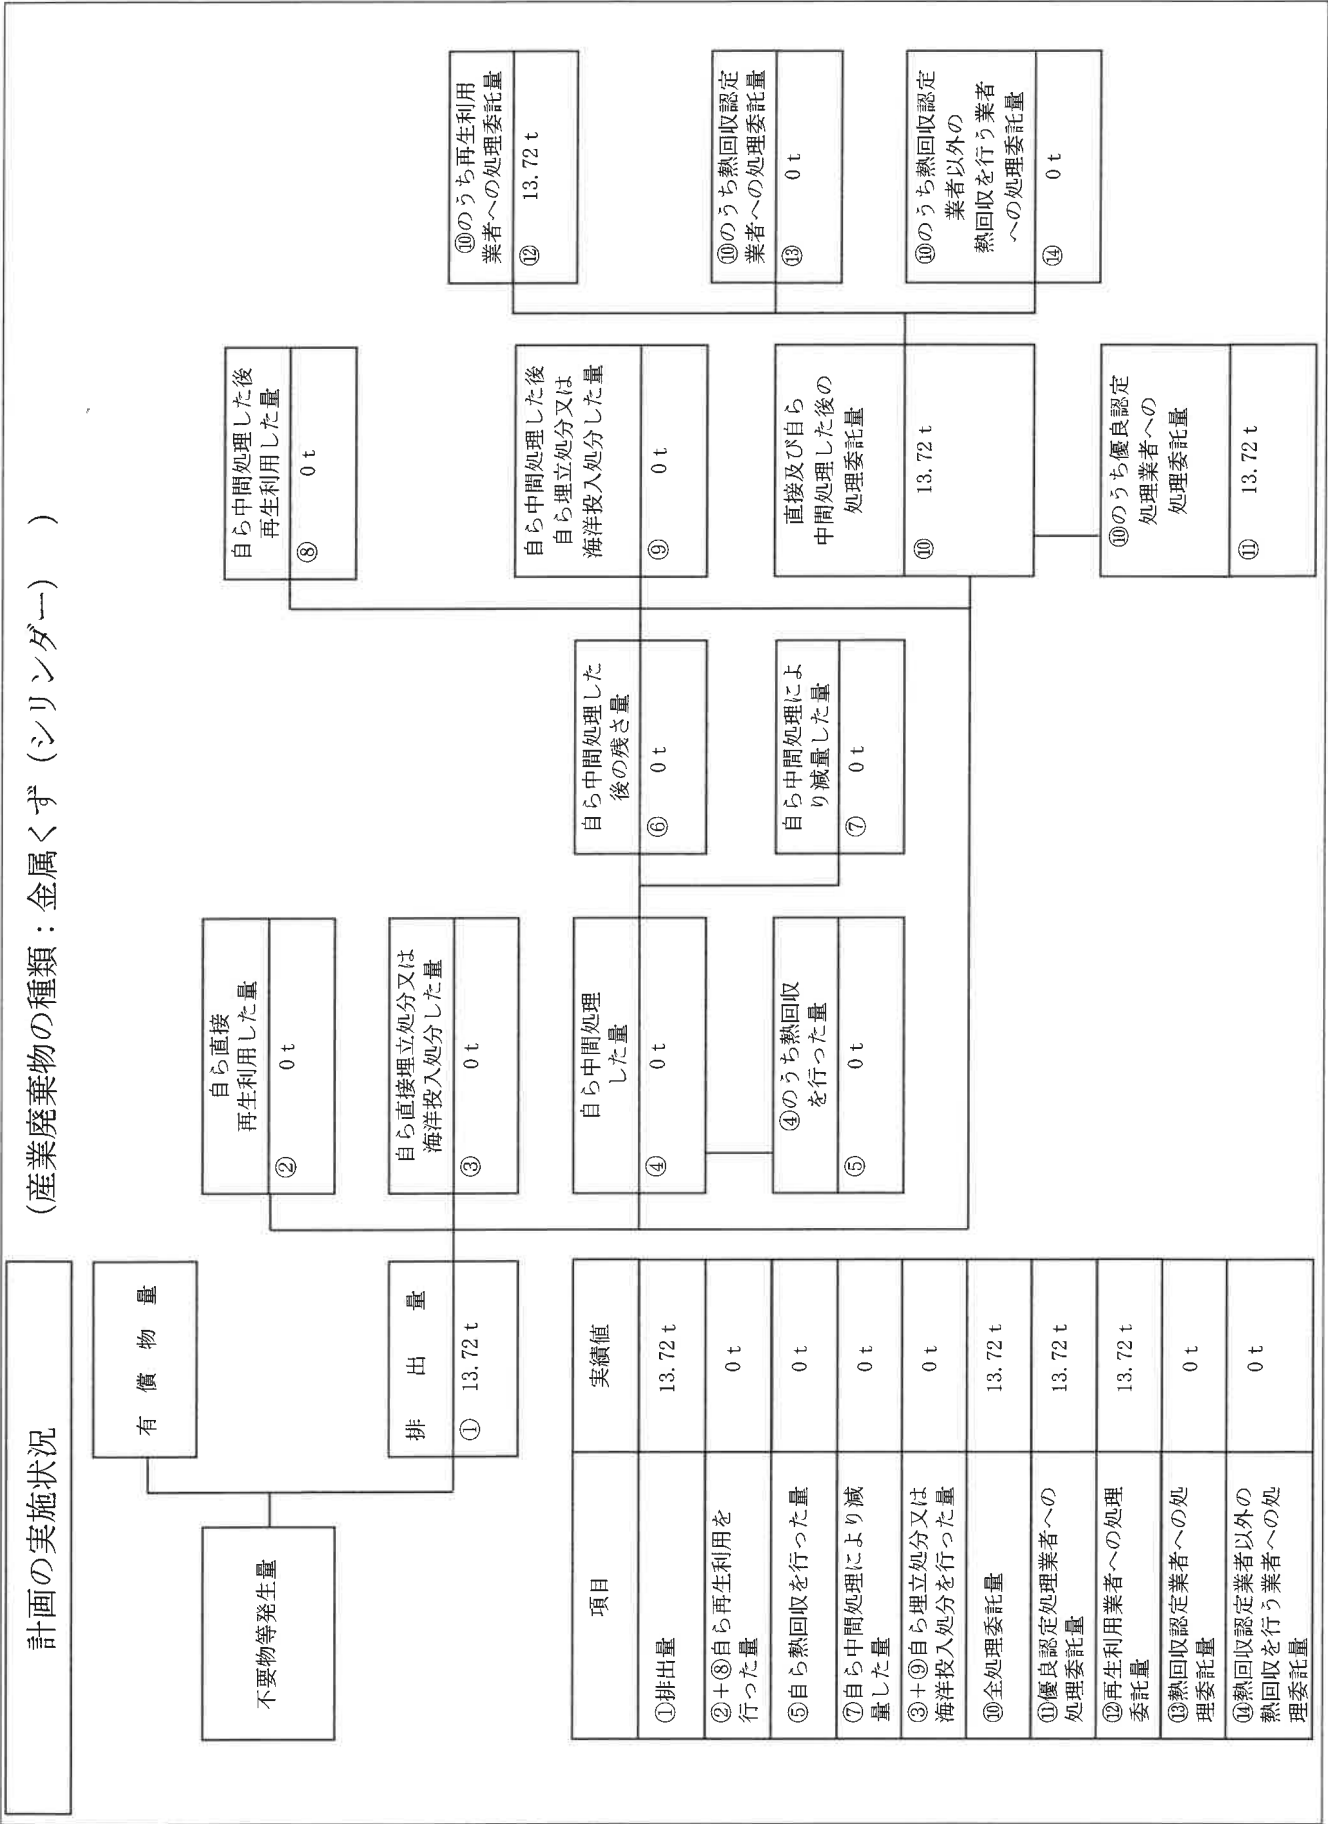 計画の実施状況
（産業廃棄物の種類：金属くず（シリンダー）　）
不要物等発生量
有 償 物 量
排 出 量
① 13.72 t
自ら直接
再生利用した量
② 0 t
自ら直接埋立処分又は
海洋投入処分した量
③ 0 t
自ら中間処理
した量
④ 0 t
④のうち熱回収
を行った量
⑤ 0 t
自ら中間処理した
後の残さ量
⑥ 0 t
自ら中間処理によ
り減量した量
⑦ 0 t
自ら中間処理した後
再生利用した量
⑧ 0 t
自ら中間処理した後
自ら埋立処分又は
海洋投入処分した量
⑨ 0 t
直接及び自ら
中間処理した後の
処理委託量
⑩ 13.72 t
⑩のうち優良認定
処理業者への
処理委託量
⑪ 13.72 t
⑩のうち再生利用
業者への処理委託量
⑫ 13.72 t
⑩のうち熱回収認定
業者への処理委託量
⑬ 0 t
⑩のうち熱回収認定
業者以外の
熱回収を行う業者
への処理委託量
⑭ 0 t
項目 実績値
①排出量 13.72 t
②＋⑧自ら再生利用を
行った量 0 t
⑤自ら熱回収を行った量 0 t
⑦自ら中間処理により減
量した量 0 t
③＋⑨自ら埋立処分又は
海洋投入処分を行った量 0 t
⑩全処理委託量 13.72 t
⑪優良認定処理業者への
処理委託量 13.72 t
⑫再生利用業者への処理
委託量 13.72 t
⑬熱回収認定業者への処
理委託量 0 t
⑭熱回収認定業者以外の
熱回収を行う業者への処
理委託量 0 t